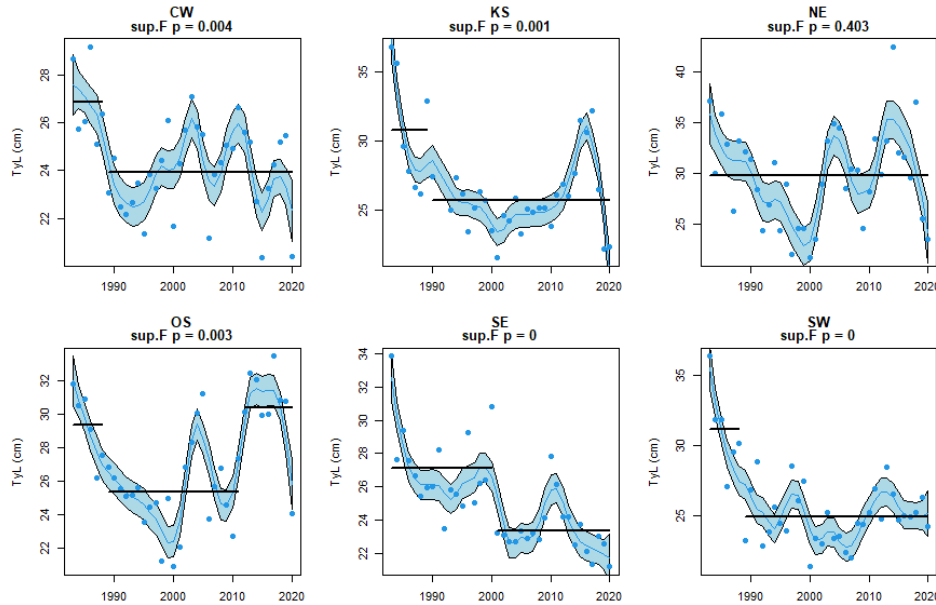 CW
sup.F p = 0.004
KS
sup.F p = 0.001
NE
sup.F p = 0.403
TyL (cm)
28
26
24
22
1990 2000 2010 2020
TyL (cm)
35
30
25
1990 2000 2010 2020
TyL (cm)
40
35
30
25
1990 2000 2010 2020
OS
sup.F p = 0.003
SE
sup.F p = 0
SW
sup.F p = 0
TyL (cm)
32
30
28
26
24
22
1990 2000 2010 2020
TyL (cm)
34
32
30
28
26
24
22
1990 2000 2010 2020
TyL (cm)
35
30
25
1990 2000 2010 2020